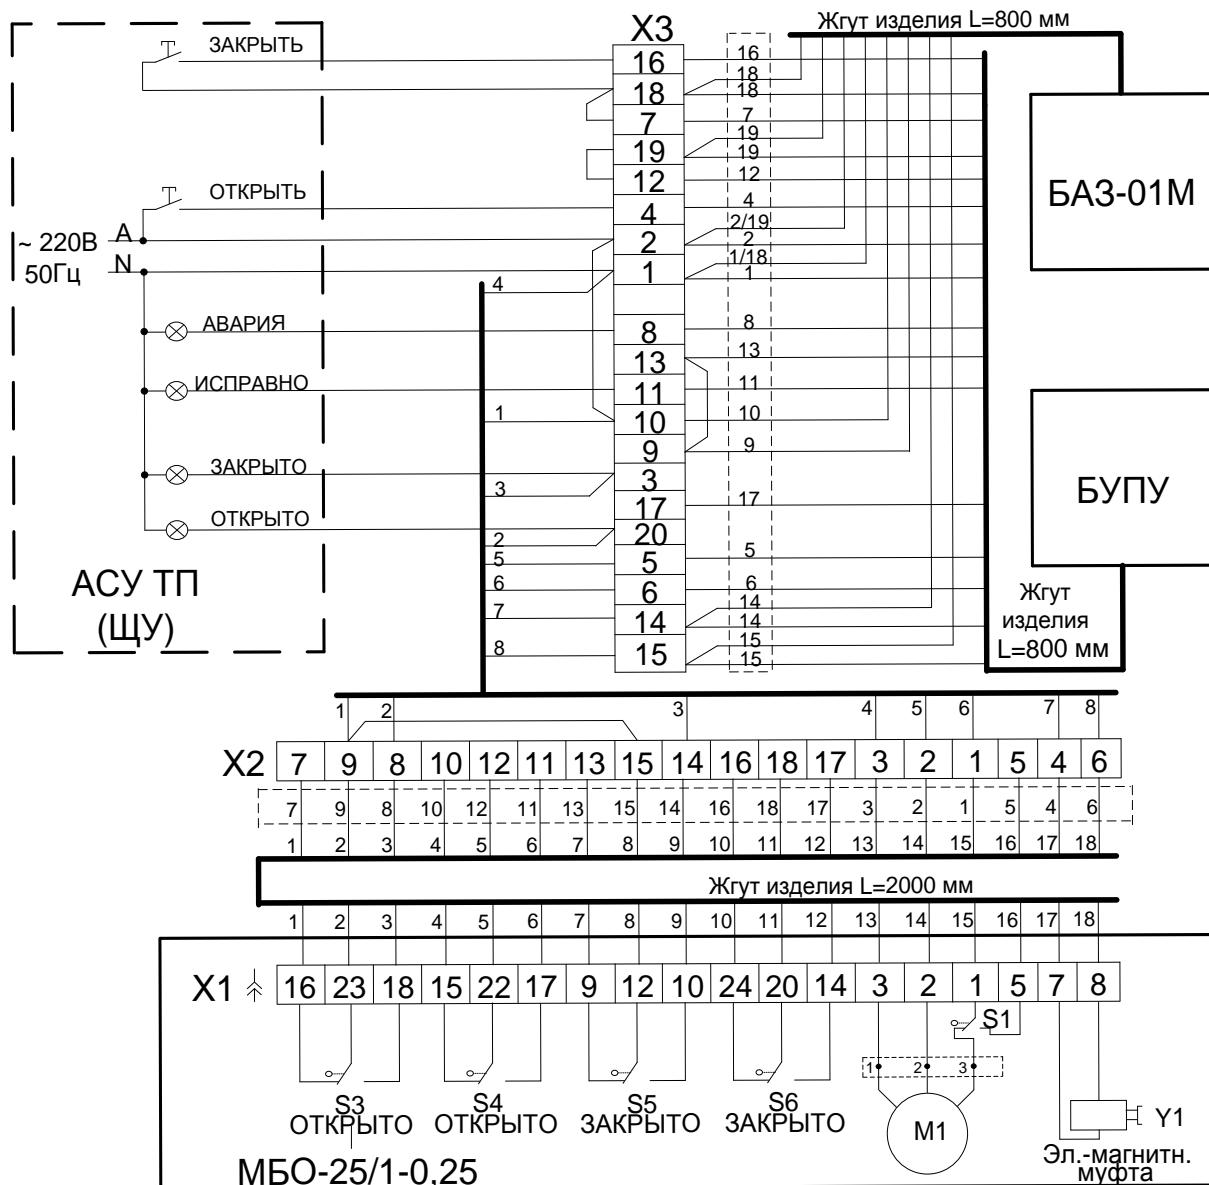 Жгут изделия L=800 мм
X3
ЗАКРЫТЬ
16
16
18
18
18
7
7
19
19
19
12
12
БАЗ-01М
ОТКРЫТЬ
4
4
2/19
~ 220В
A
2
2
1/18
50Гц
N
1
1
4
АВАРИЯ
8
8
13
13
ИСПРАВНО
11
11
1
10
10
9
9
ЗАКРЫТО
3
3
БУПУ
17
17
ОТКРЫТО
20
2
5
5
5
6
6
6
14
7
14
14
15
8
15
15
АСУ ТП
(ЩУ)
Жгут
изделия
L=800 мм
1 2 3 4 5 6 7 8
X2 7 9 8 10 12 11 13 15 14 16 18 17 3 2 1 5 4 6
7 9 8 10 12 11 13 15 14 16 18 17 3 2 1 5 4 6
1 2 3 4 5 6 7 8 9 10 11 12 13 14 15 16 17 18
Жгут изделия L=2000 мм
1 2 3 4 5 6 7 8 9 10 11 12 13 14 15 16 17 18
X1 16 23 18 15 22 17 9 12 10 24 20 14 3 2 1 5 7 8
S1
1 2 3
S3 S4 S5 S6
ОТКРЫТО ОТКРЫТО ЗАКРЫТО ЗАКРЫТО
М1
Y1
Эл.-магнитн.
муфта
МБО-25/1-0,25